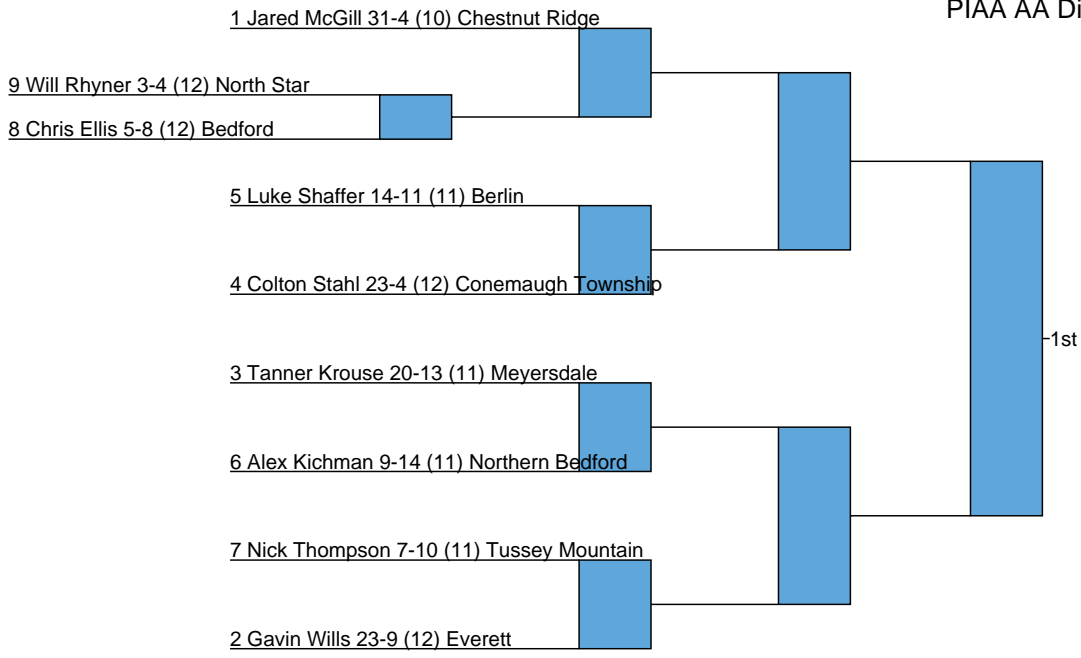 PIAA AA Di
1 Jared McGill 31-4 (10) Chestnut Ridge
9 Will Rhyner 3-4 (12) North Star
8 Chris Ellis 5-8 (12) Bedford
5 Luke Shaffer 14-11 (11) Berlin
4 Colton Stahl 23-4 (12) Conemaugh Township
1st
3 Tanner Krouse 20-13 (11) Meyersdale
6 Alex Kichman 9-14 (11) Northern Bedford
7 Nick Thompson 7-10 (11) Tussey Mountain
2 Gavin Wills 23-9 (12) Everett